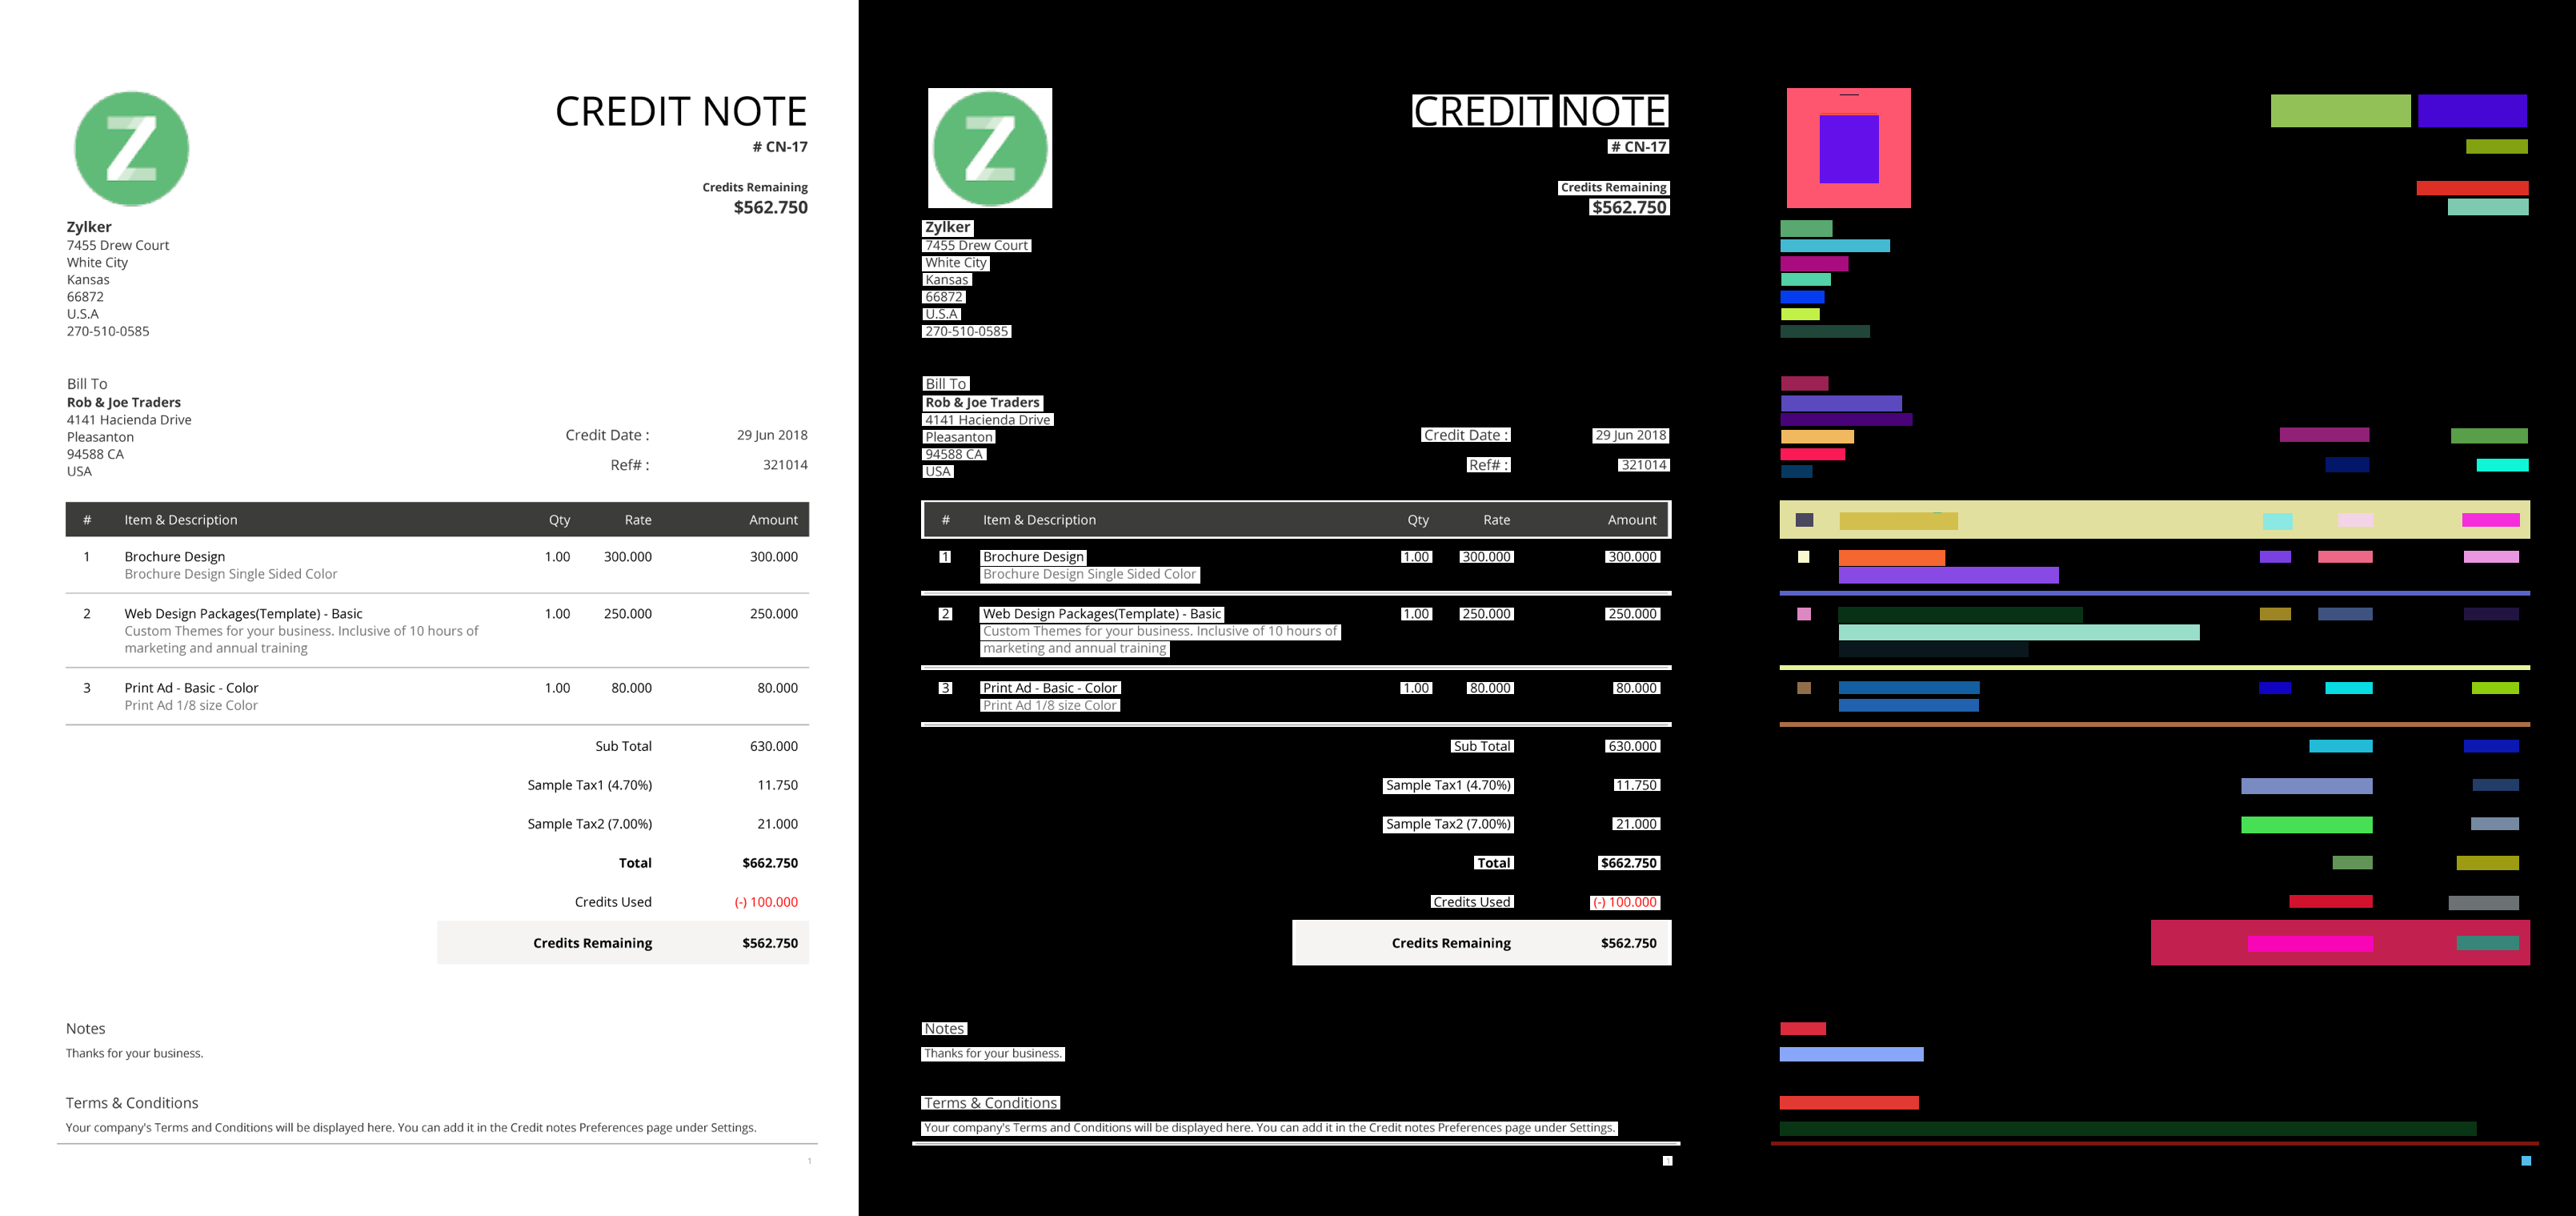 Z
CREDIT NOTE
# CN-17
Credits Remaining
$562.750
Zylker
7455 Drew Court
White City
Kansas
66872
U.S.A
270-510-0585
Bill To
Rob & Joe Traders
4141 Hacienda Drive
Pleasanton
94588 CA
USA
Credit Date : 29 Jun 2018
Ref# : 321014
# Item & Description Qty Rate Amount
1 Brochure Design 1.00 300.000 300.000
Brochure Design Single Sided Color
2 Web Design Packages(Template) - Basic 1.00 250.000 250.000
Custom Themes for your business. Inclusive of 10 hours of
marketing and annual training
3 Print Ad - Basic - Color 1.00 80.000 80.000
Print Ad 1/8 size Color
Sub Total 630.000
Sample Tax1 (4.70%) 11.750
Sample Tax2 (7.00%) 21.000
Total $662.750
Credits Used (-) 100.000
Credits Remaining $562.750
Notes
Thanks for your business.
Terms & Conditions
Your company's Terms and Conditions will be displayed here. You can add it in the Credit notes Preferences page under Settings.
1
Z
CREDIT NOTE
# CN-17
Credits Remaining
$562.750
Zylker
7455 Drew Court
White City
Kansas
66872
U.S.A
270-510-0585
Bill To
Rob & Joe Traders
4141 Hacienda Drive
Pleasanton
94588 CA
USA
Credit Date : 29 Jun 2018
Ref# : 321014
# Item & Description Qty Rate Amount
1 Brochure Design 1.00 300.000 300.000
Brochure Design Single Sided Color
2 Web Design Packages(Template) - Basic 1.00 250.000 250.000
Custom Themes for your business. Inclusive of 10 hours of
marketing and annual training
3 Print Ad - Basic - Color 1.00 80.000 80.000
Print Ad 1/8 size Color
Sub Total 630.000
Sample Tax1 (4.70%) 11.750
Sample Tax2 (7.00%) 21.000
Total $662.750
Credits Used (-) 100.000
Credits Remaining $562.750
Notes
Thanks for your business.
Terms & Conditions
Your company's Terms and Conditions will be displayed here. You can add it in the Credit notes Preferences page under Settings.
1